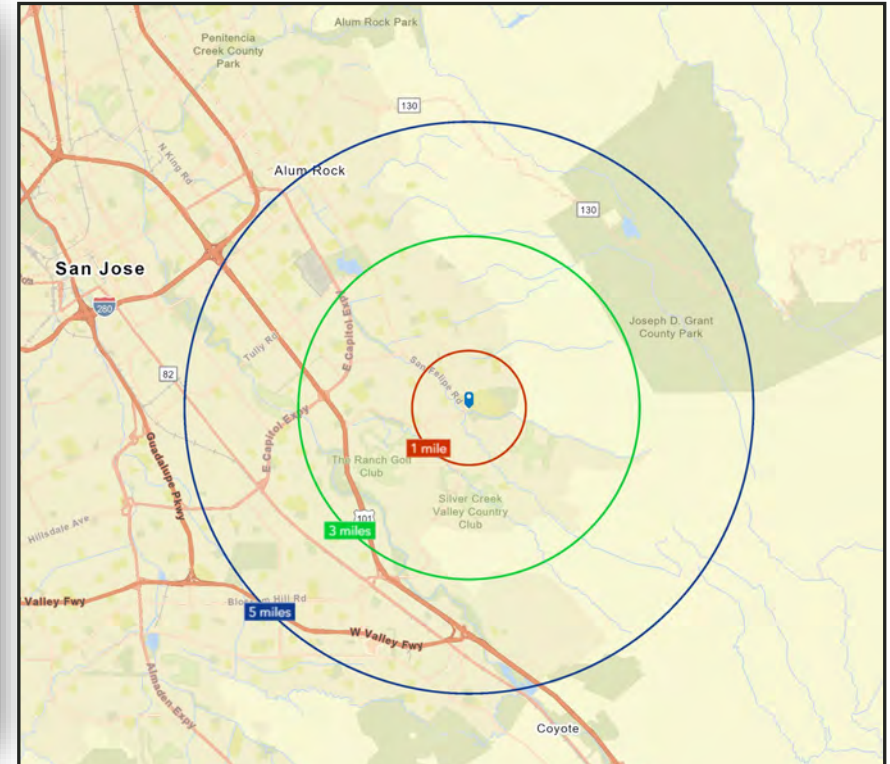 Alum Rock Park
Penitencia
Creek County
Park
130
N King Rd
Alum Rock
130
San Jose
280
E Capitol Expy
Joseph D. Grant
County Park
Tully Rd
82
San Felipe Rd
E Capitol Expy
1 mile
The Ranch Golf
Club
Guadalupe Pkwy
Silver Creek
Valley Country
Club
101
3 miles
Hillsdale Ave
Valley Fwy
Blossom Hill Rd
5 miles
W Valley Fwy
Almaden Expy
Coyote